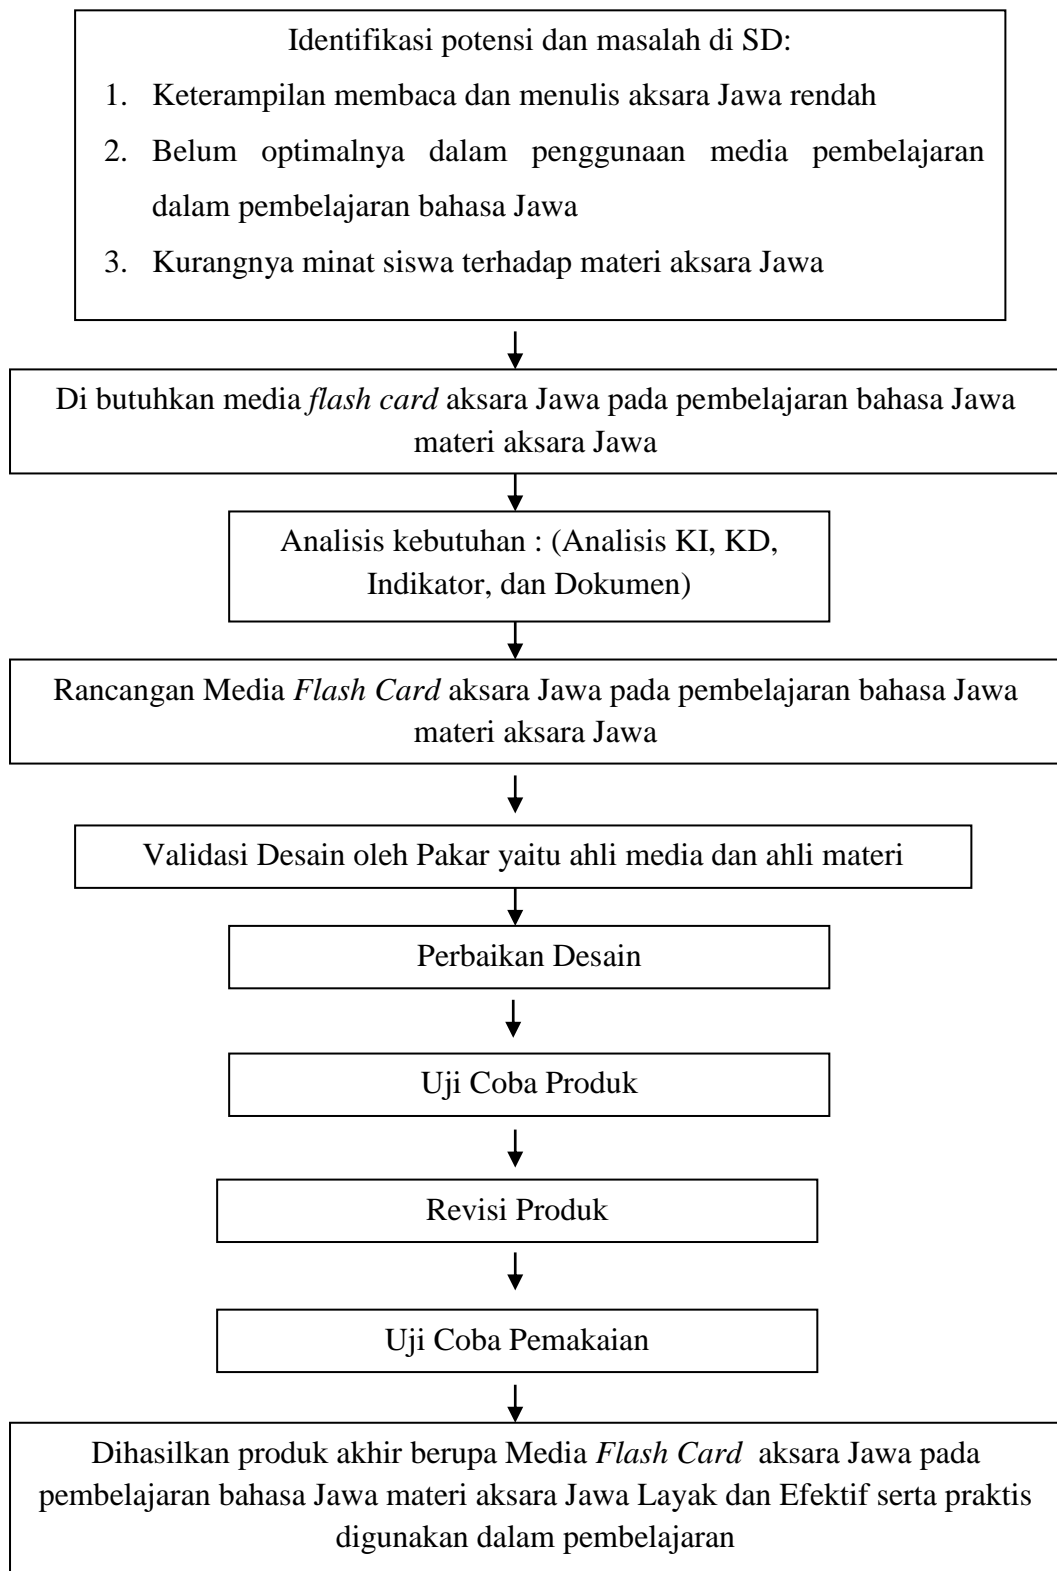 Identifikasi potensi dan masalah di SD:
1. Keterampilan membaca dan menulis aksara Jawa rendah
2. Belum optimalnya dalam penggunaan media pembelajaran
dalam pembelajaran bahasa Jawa
3. Kurangnya minat siswa terhadap materi aksara Jawa
Di butuhkan media flash card aksara Jawa pada pembelajaran bahasa Jawa
materi aksara Jawa
Analisis kebutuhan : (Analisis KI, KD,
Indikator, dan Dokumen)
Rancangan Media Flash Card aksara Jawa pada pembelajaran bahasa Jawa
materi aksara Jawa
Validasi Desain oleh Pakar yaitu ahli media dan ahli materi
Perbaikan Desain
Uji Coba Produk
Revisi Produk
Uji Coba Pemakaian
Dihasilkan produk akhir berupa Media Flash Card aksara Jawa pada
pembelajaran bahasa Jawa materi aksara Jawa Layak dan Efektif serta praktis
digunakan dalam pembelajaran